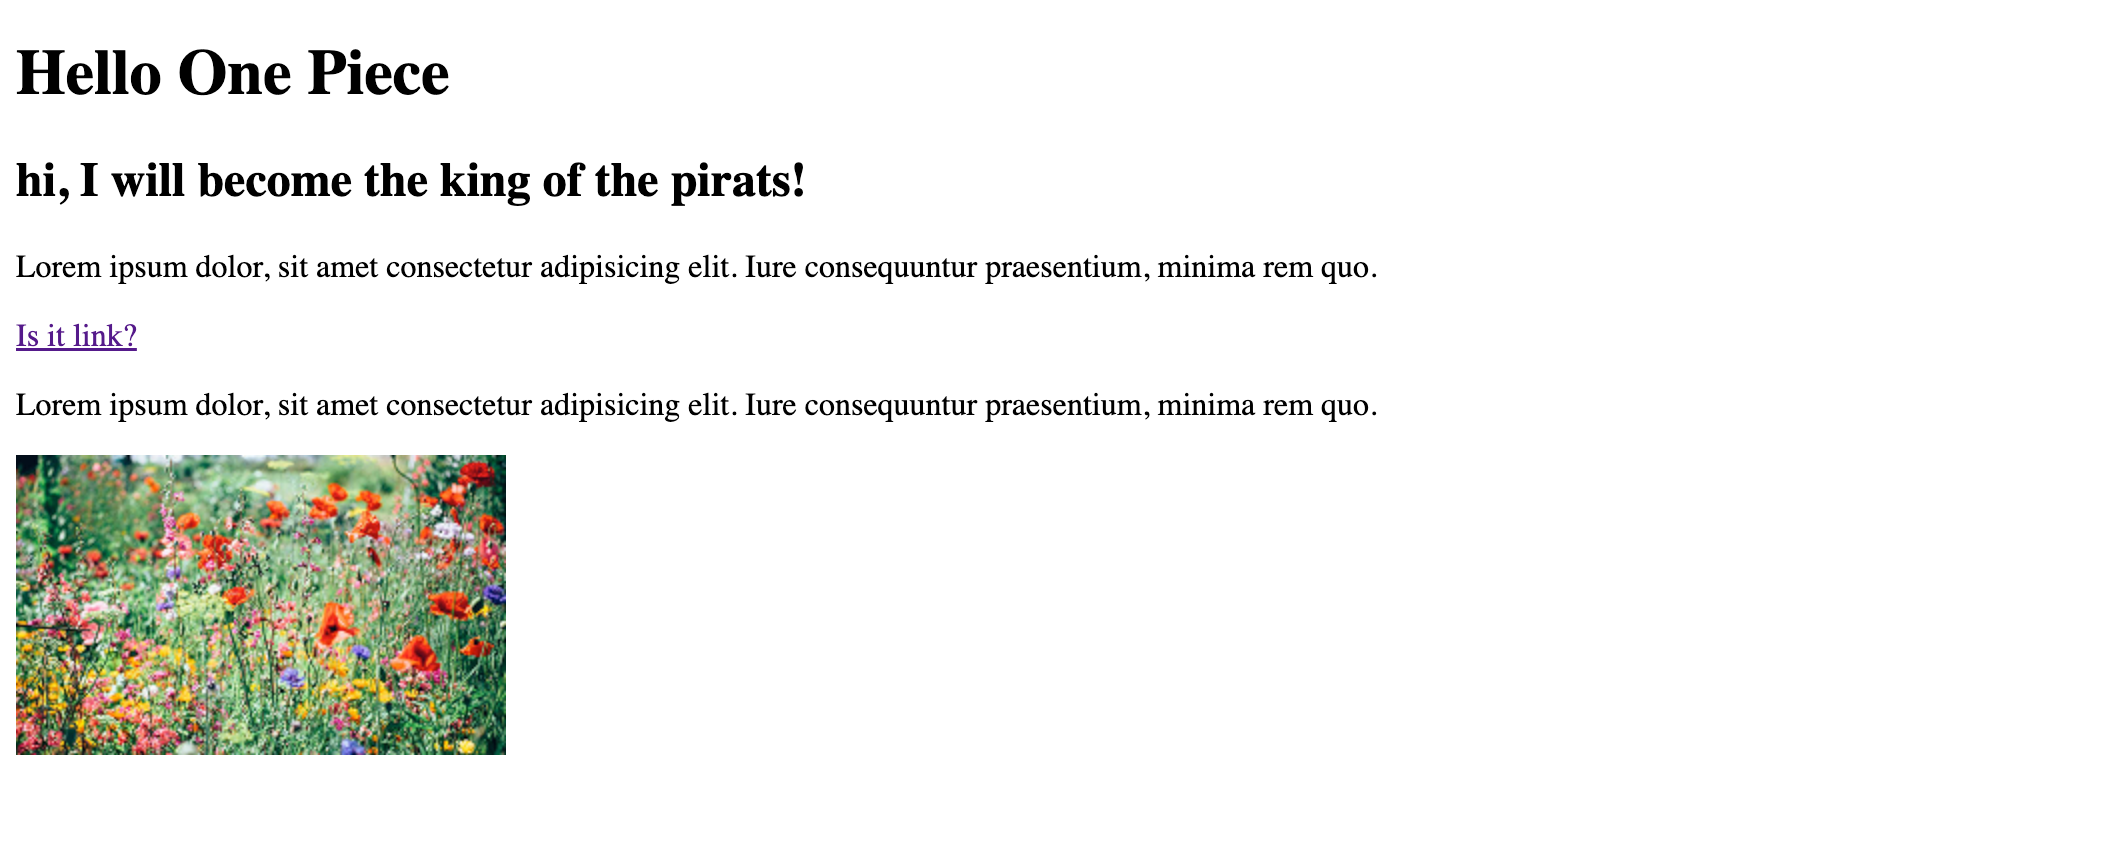 Hello One Piece
hi, I will become the king of the pirats!
Lorem ipsum dolor, sit amet consectetur adipisicing elit. Iure consequuntur praesentium, minima rem quo.
Is it link?
Lorem ipsum dolor, sit amet consectetur adipisicing elit. Iure consequuntur praesentium, minima rem quo.